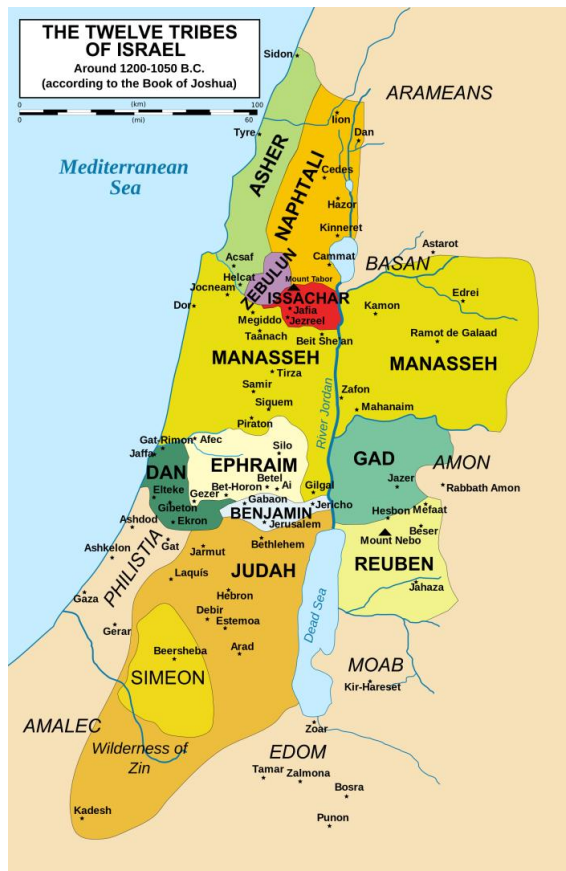 THE TWELVE TRIBES
OF ISRAEL
Around 1200-1050 B.C.
(according to the Book of Joshua)
0 (km) 100
0 (mi) 60
Sidon
ARAMEANS
Ilon
Tyre
Dan
ASHER
Mediterranean
Sea
NAPHTALI
Cedes
Hazor
Kinneret
Astarot
Acsaf
Cammat
BASAN
Helcat
ZEBULUN
Mount Tabor
Jocneam
ISSACHAR
Edrei
Dor
Jafia
Kamon
Megiddo
Jezreel
Taanach
Beit She'an
Ramot de Galaad
MANASSEH
MANASSEH
Tirza
Samir
Zafon
Siquem
Mahanaim
River Jordan
Piraton
Gat-Rimon
Afec
Jaffa
Silo
GAD
DAN
EPHRAIM
AMON
Betel
Jazer
Elteke
Bet-Horon
Ai
Gilgal
Rabbath Amon
Gezer
Gabaon
Jericho
Gibeton
BENJAMIN
Hesbon
Mefaat
Ashdod
Ekron
Jerusalem
Beser
Mount Nebo
Ashkelon
Gat
Jarmut
Bethlehem
PHILISTIA
JUDAH
REUBEN
Laquís
Jahaza
Gaza
Hebron
Debir
Dead Sea
Gerar
Estemoa
Beersheba
Arad
MOAB
SIMEON
Kir-Hareset
AMALEC
Zoar
Wilderness of
Zin
EDOM
Tamar
Zalmona
Bosra
Kadesh
Punon